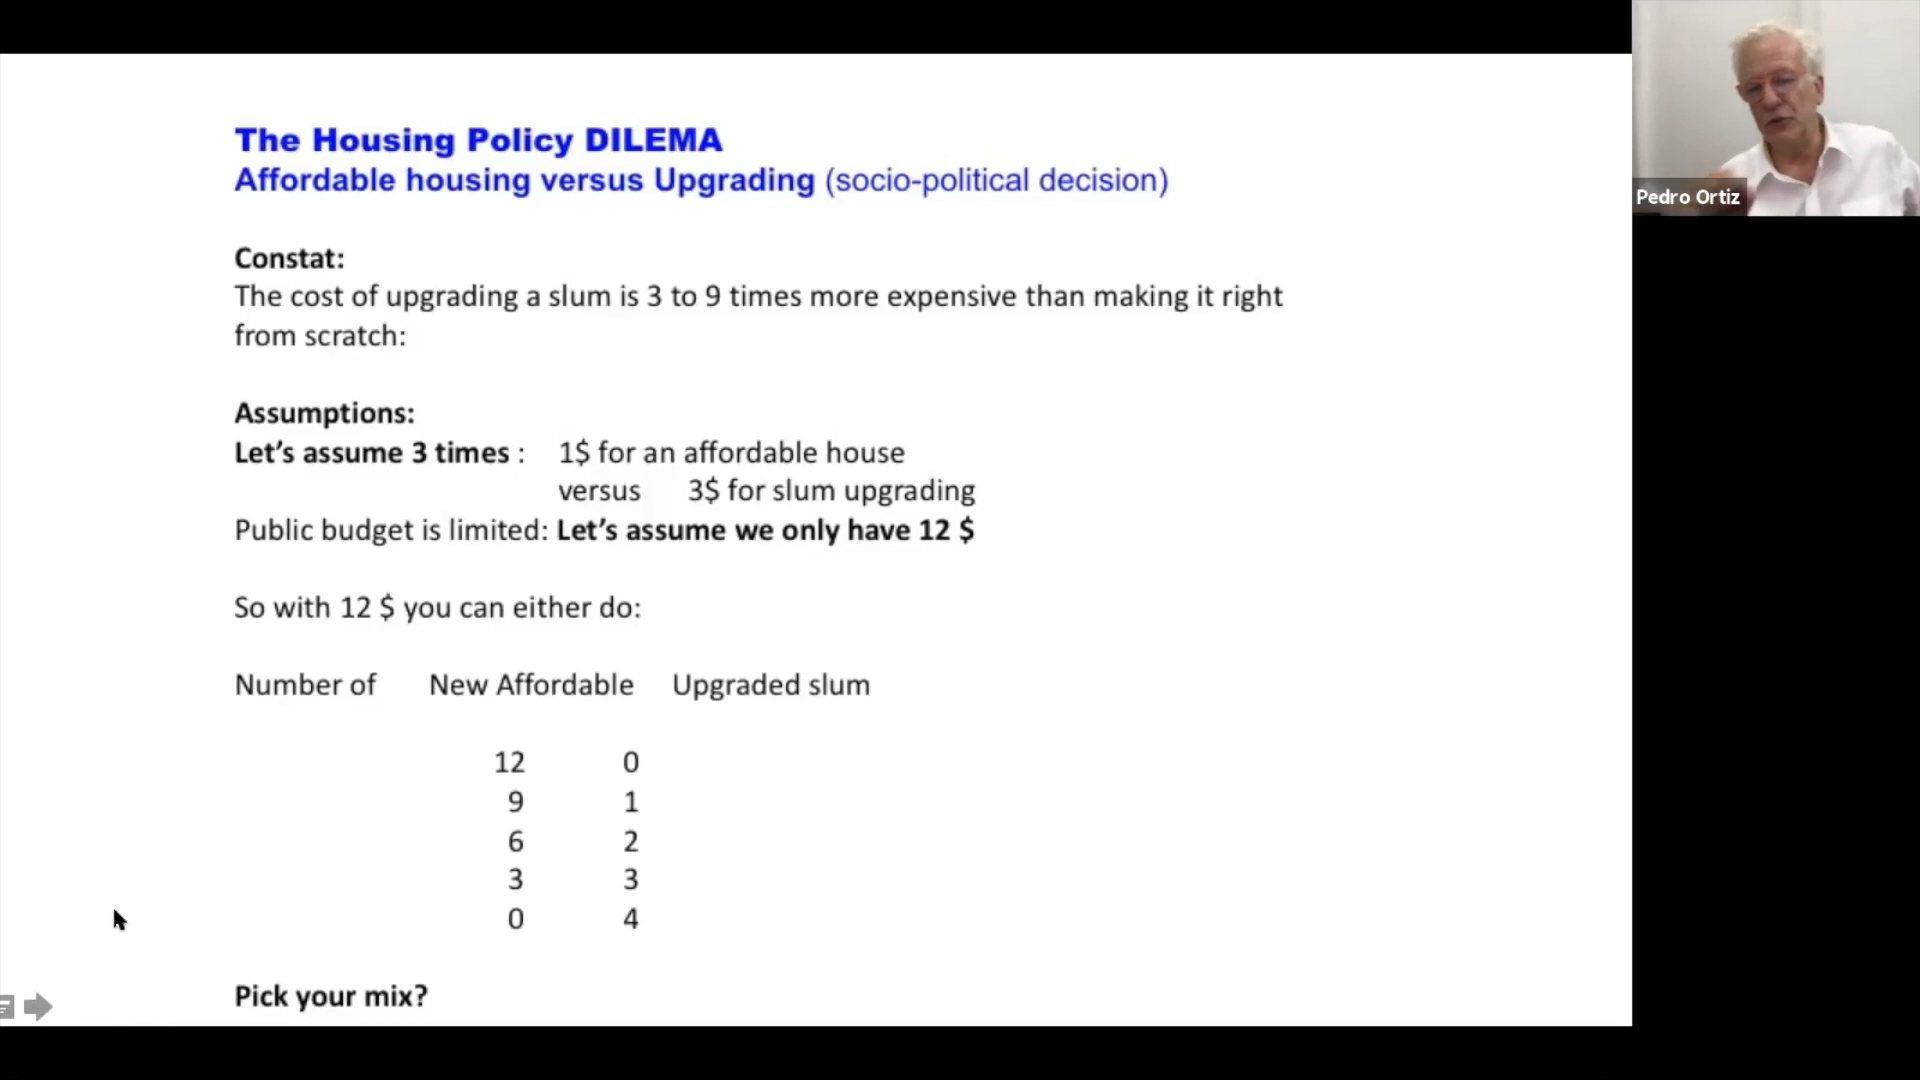 The Housing Policy DILEMA
Affordable housing versus Upgrading (socio-political decision)
Constat:
The cost of upgrading a slum is 3 to 9 times more expensive than making it right
from scratch:
Assumptions:
Let’s assume 3 times : 1$ for an affordable house
versus 3$ for slum upgrading
Public budget is limited: Let’s assume we only have 12 $
So with 12 $ you can either do:
Number of New Affordable Upgraded slum
12 0
9 1
6 2
3 3
0 4
Pick your mix?
Pedro Ortiz